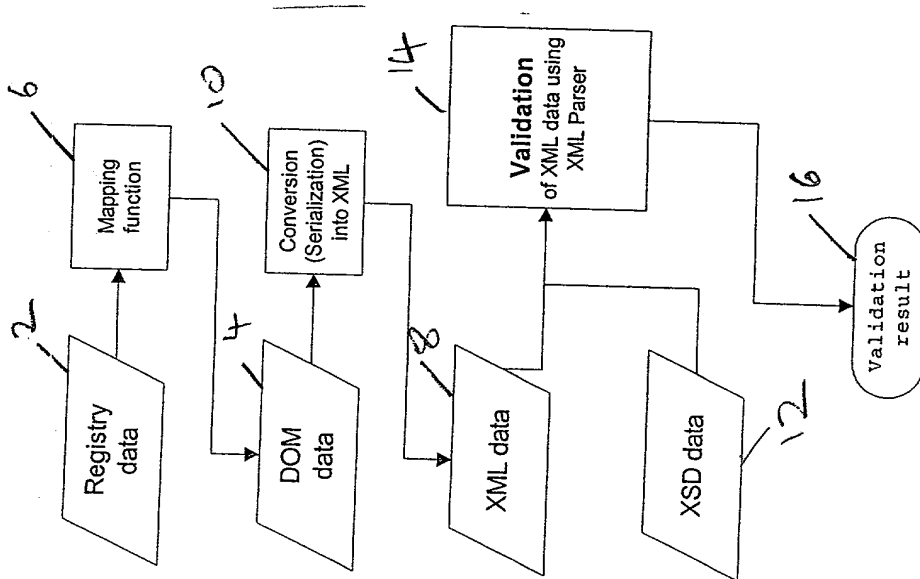 2
Registry
data
6
Mapping
function
4
DOM
data
10
Conversion
(Serialization)
into XML
8
XML data
14
Validation
of XML data using
XML Parser
12
XSD data
16
Validation
result